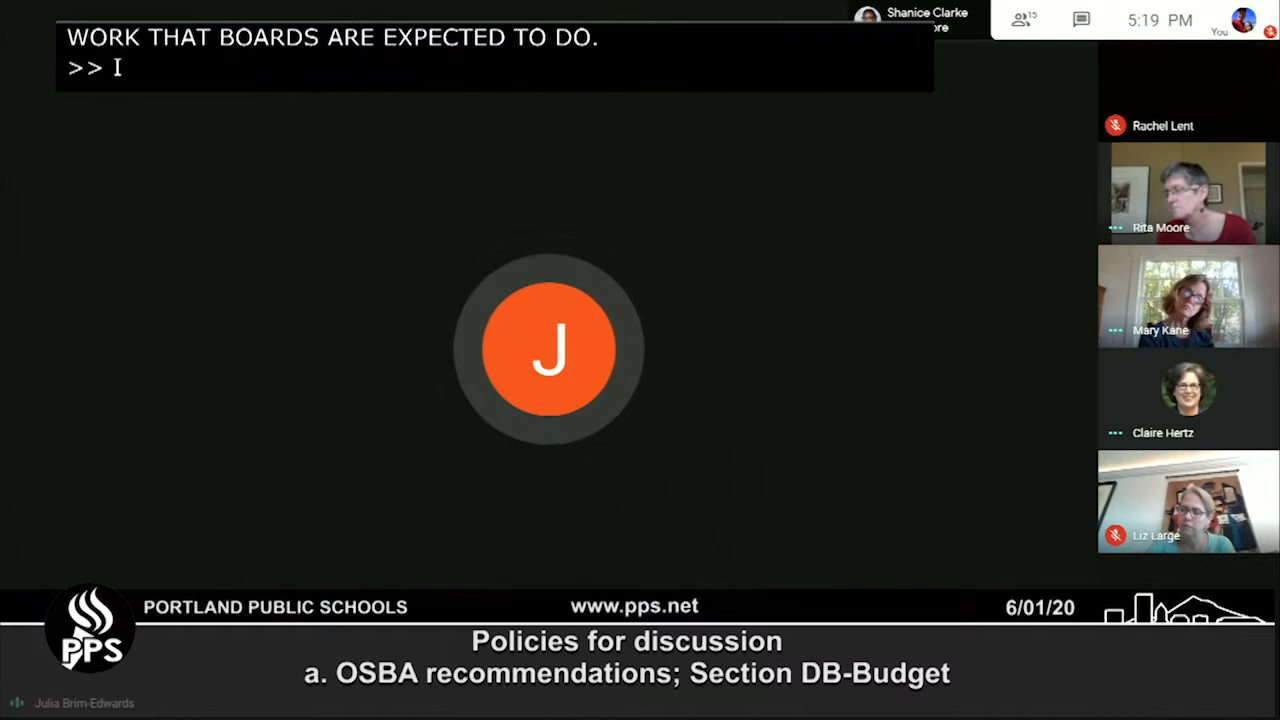 WORK THAT BOARDS ARE EXPECTED TO DO.
>> I
Shanice Clarke
ore
15
5:19 PM
You
Rachel Lent
Rita Moore
Mary Kane
Claire Hertz
Liz Large
J
PORTLAND PUBLIC SCHOOLS
www.pps.net
6/01/20
PPS
Policies for discussion
a. OSBA recommendations; Section DB-Budget
Julia Brim-Edwards